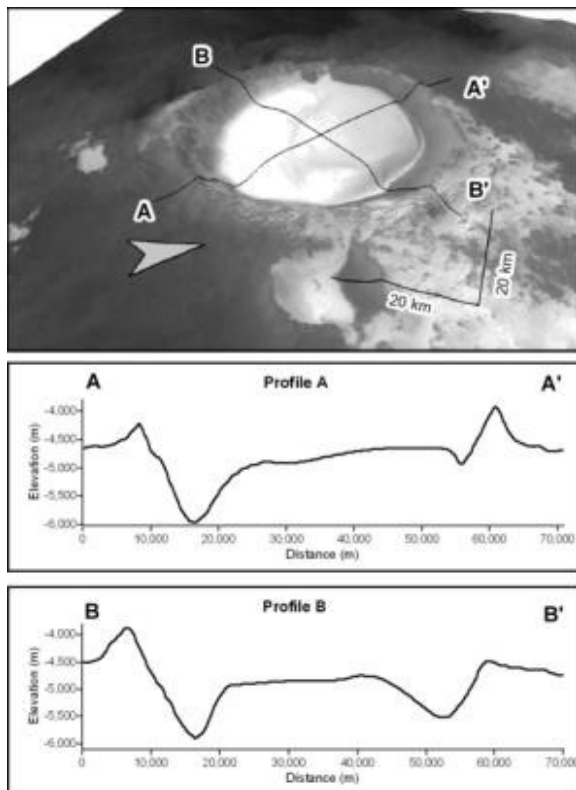 B
A'
A
B'
20 km
20 km
A
Profile A
A'
Elevation (m)
-4,000
-4,500
-5,000
-5,500
-6,000
0
10,000
20,000
30,000
40,000
50,000
60,000
70,000
Distance (m)
B
Profile B
B'
Elevation (m)
-4,000
-4,500
-5,000
-5,500
-6,000
0
10,000
20,000
30,000
40,000
50,000
60,000
70,000
Distance (m)